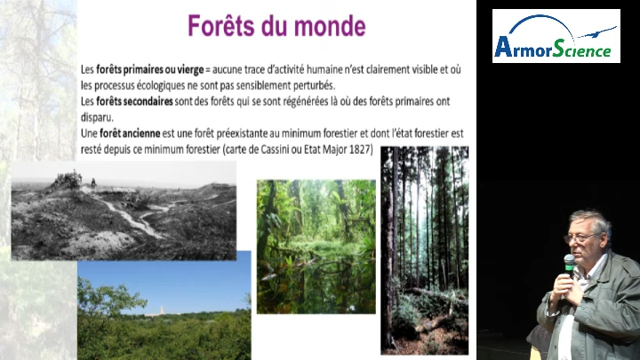 Forêts du monde
ArmorScience
Les forêts primaires ou vierge = aucune trace d'activité humaine n'est clairement visible et où
les processus écologiques ne sont pas sensiblement perturbés.
Les forêts secondaires sont des forêts qui se sont régénérées là où des forêts primaires ont
disparu.
Une forêt ancienne est une forêt préexistante au minimum forestier et dont l'état forestier est
resté depuis ce minimum forestier (carte de Cassini ou Etat Major 1827)